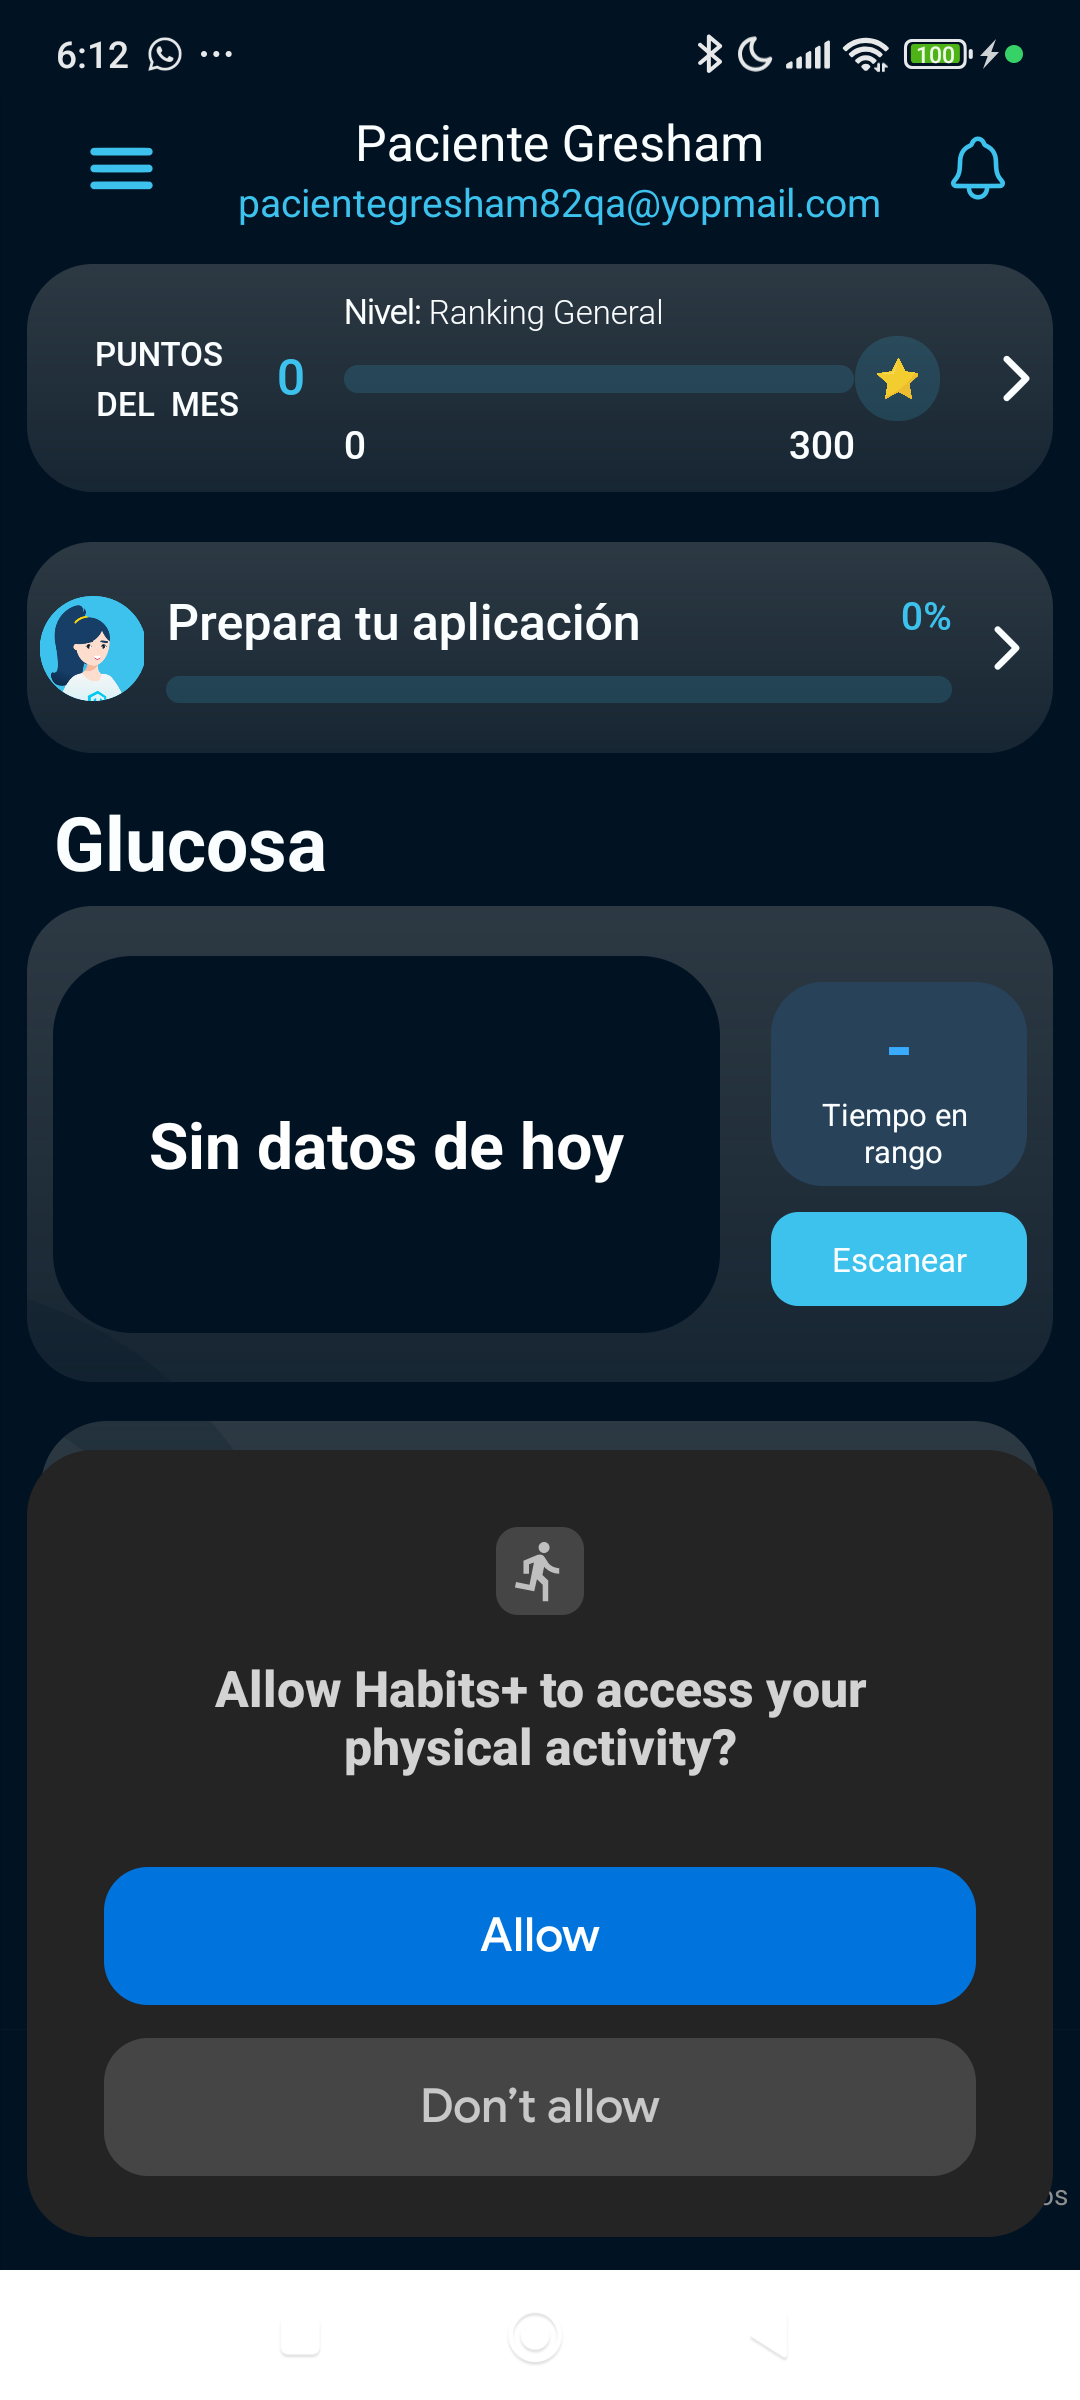 6:12
100
Paciente Gresham
pacientegresham82qa@yopmail.com
Nivel: Ranking General
PUNTOS
DEL MES
0
0
300
Prepara tu aplicación
0%
Glucosa
Sin datos de hoy
-
Tiempo en
rango
Escanear
Allow Habits+ to access your
physical activity?
Allow
Don't allow